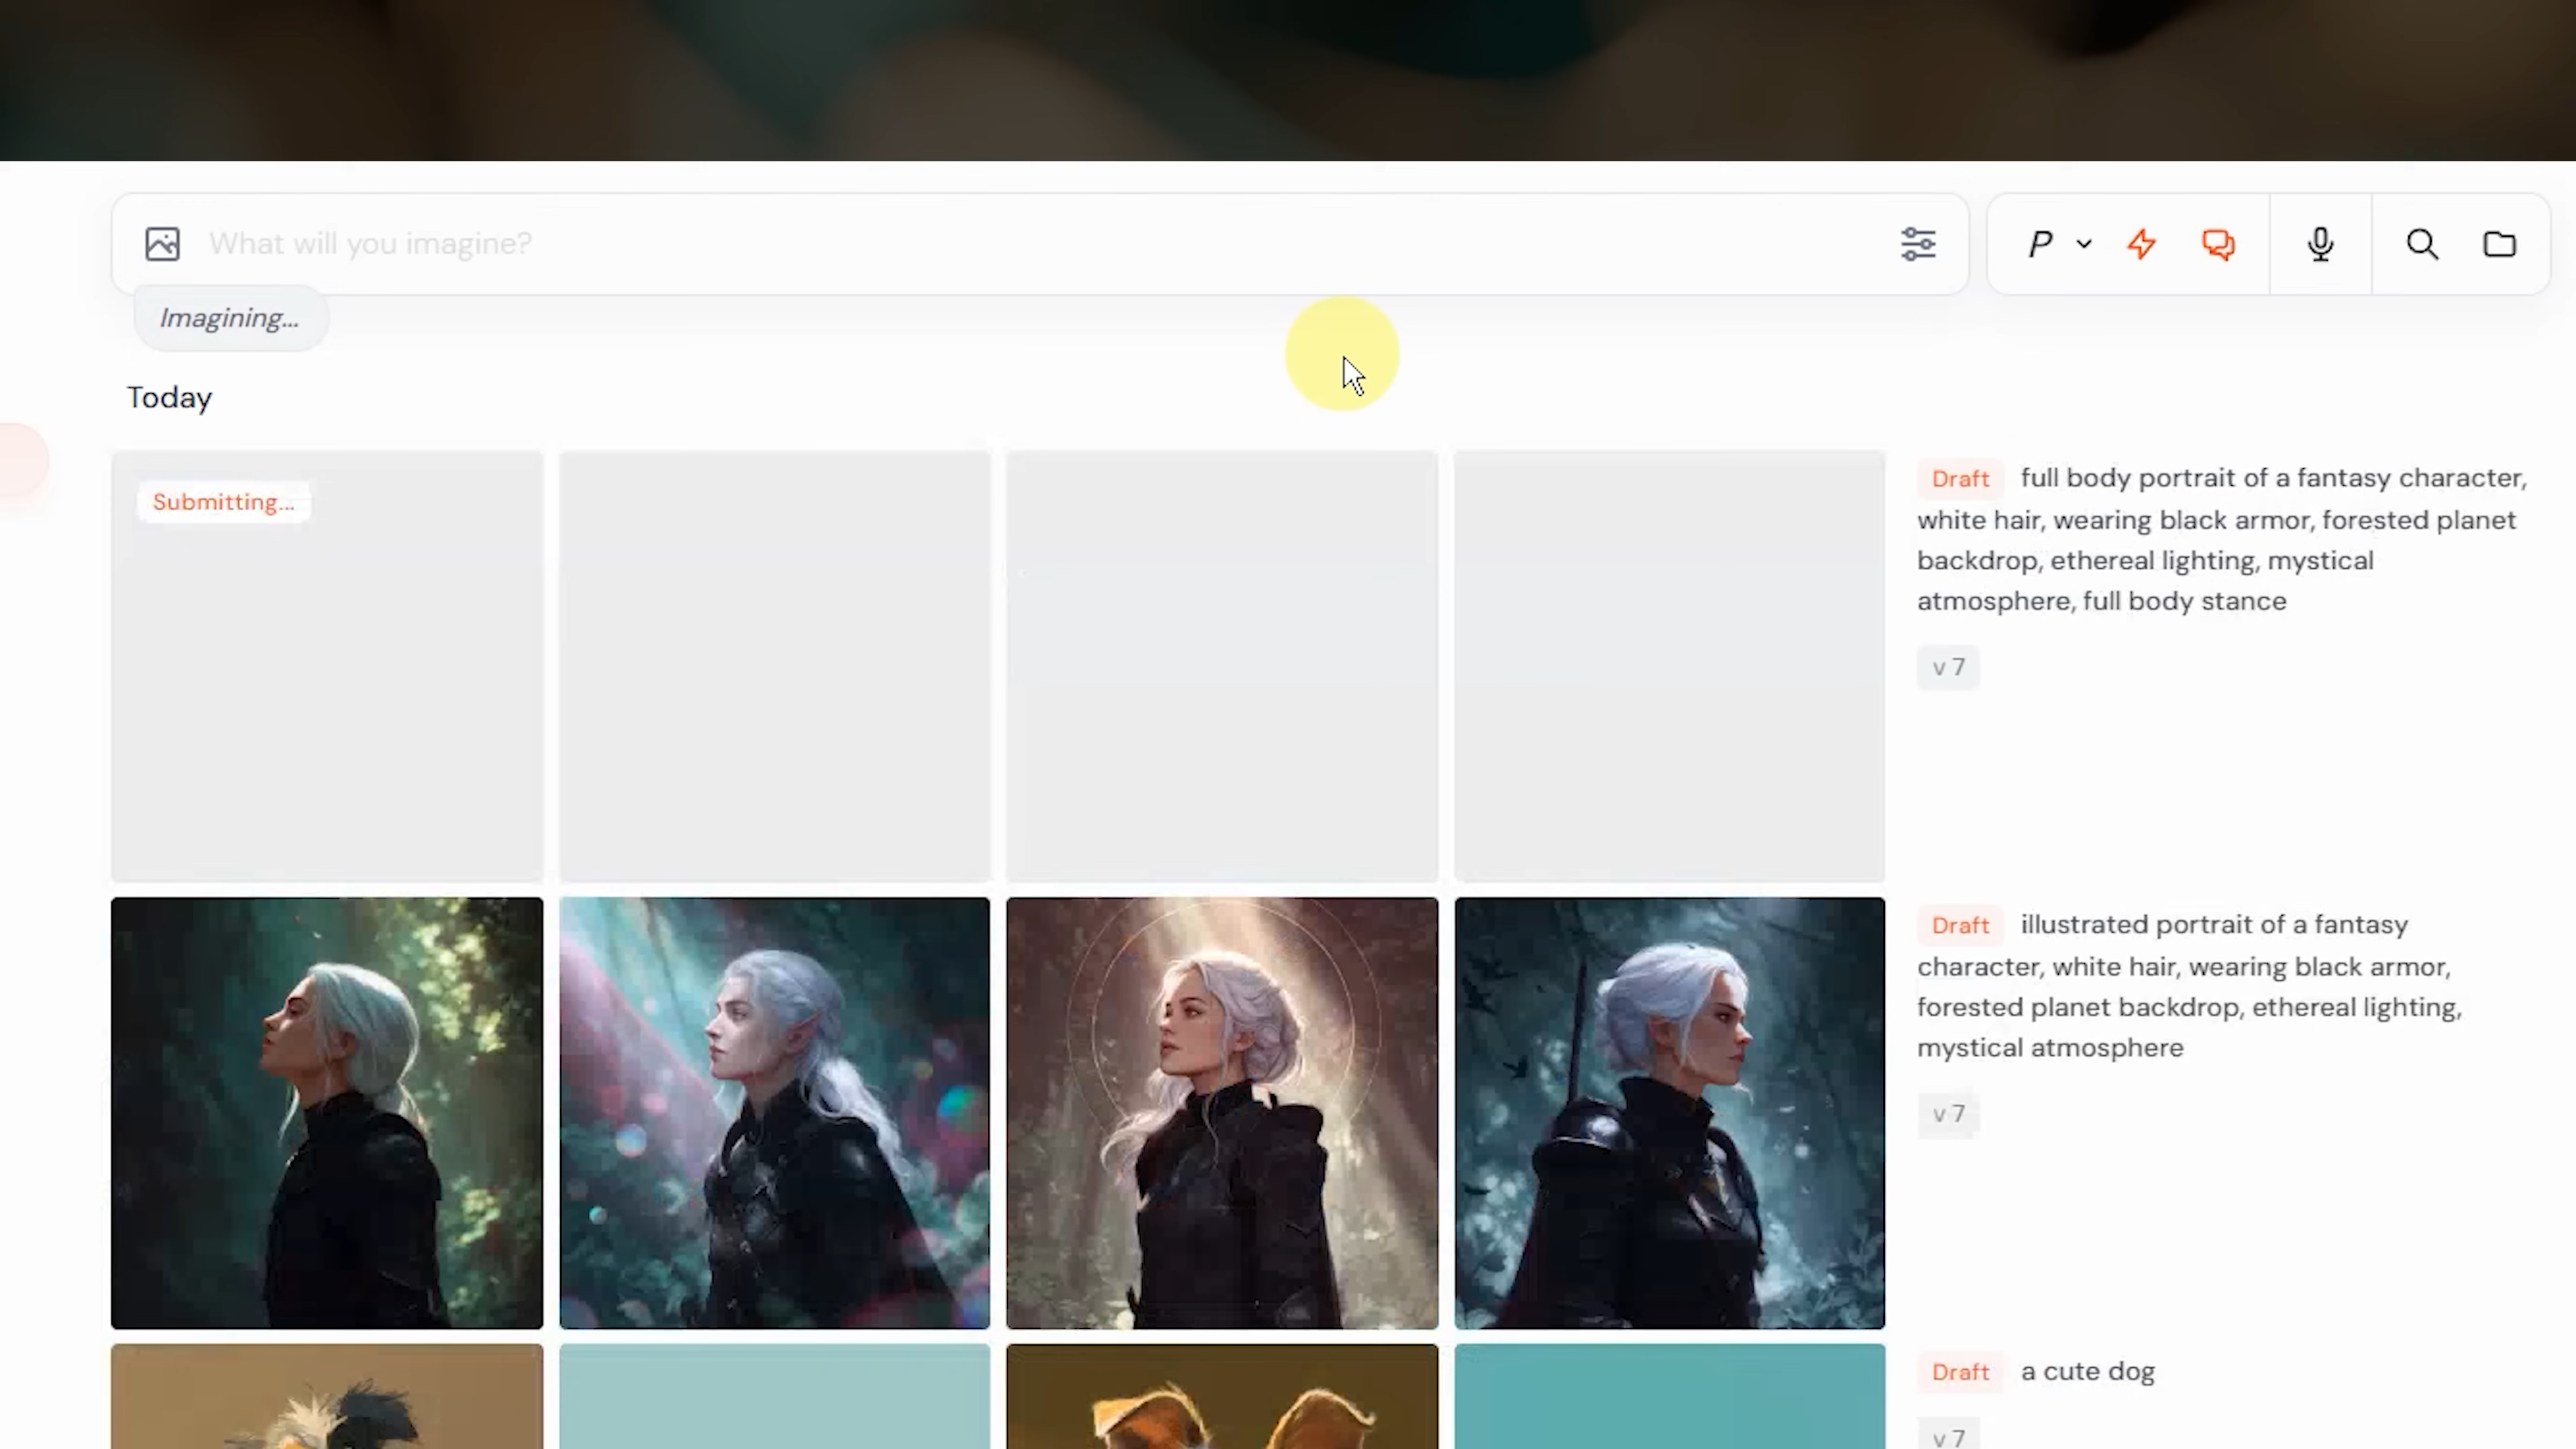 What will you imagine?
P
Imagining...
Today
Submitting...
Draft full body portrait of a fantasy character,
white hair, wearing black armor, forested planet
backdrop, ethereal lighting, mystical
atmosphere, full body stance
v 7
Draft illustrated portrait of a fantasy
character, white hair, wearing black armor,
forested planet backdrop, ethereal lighting,
mystical atmosphere
v 7
Draft a cute dog
v 7